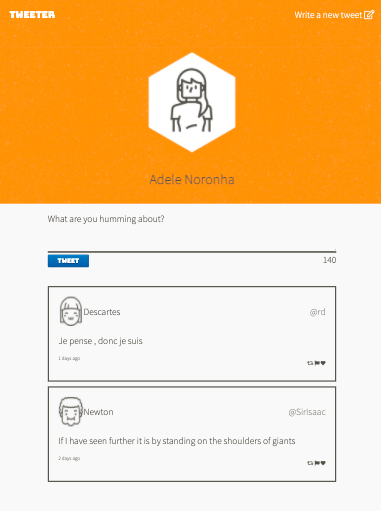 TWEETER
Write a new tweet
Adele Noronha
What are you humming about?
TWEET
140
Descartes
@rd
Je pense , donc je suis
1 days ago
Newton
@SirIsaac
If I have seen further it is by standing on the shoulders of giants
2 days ago